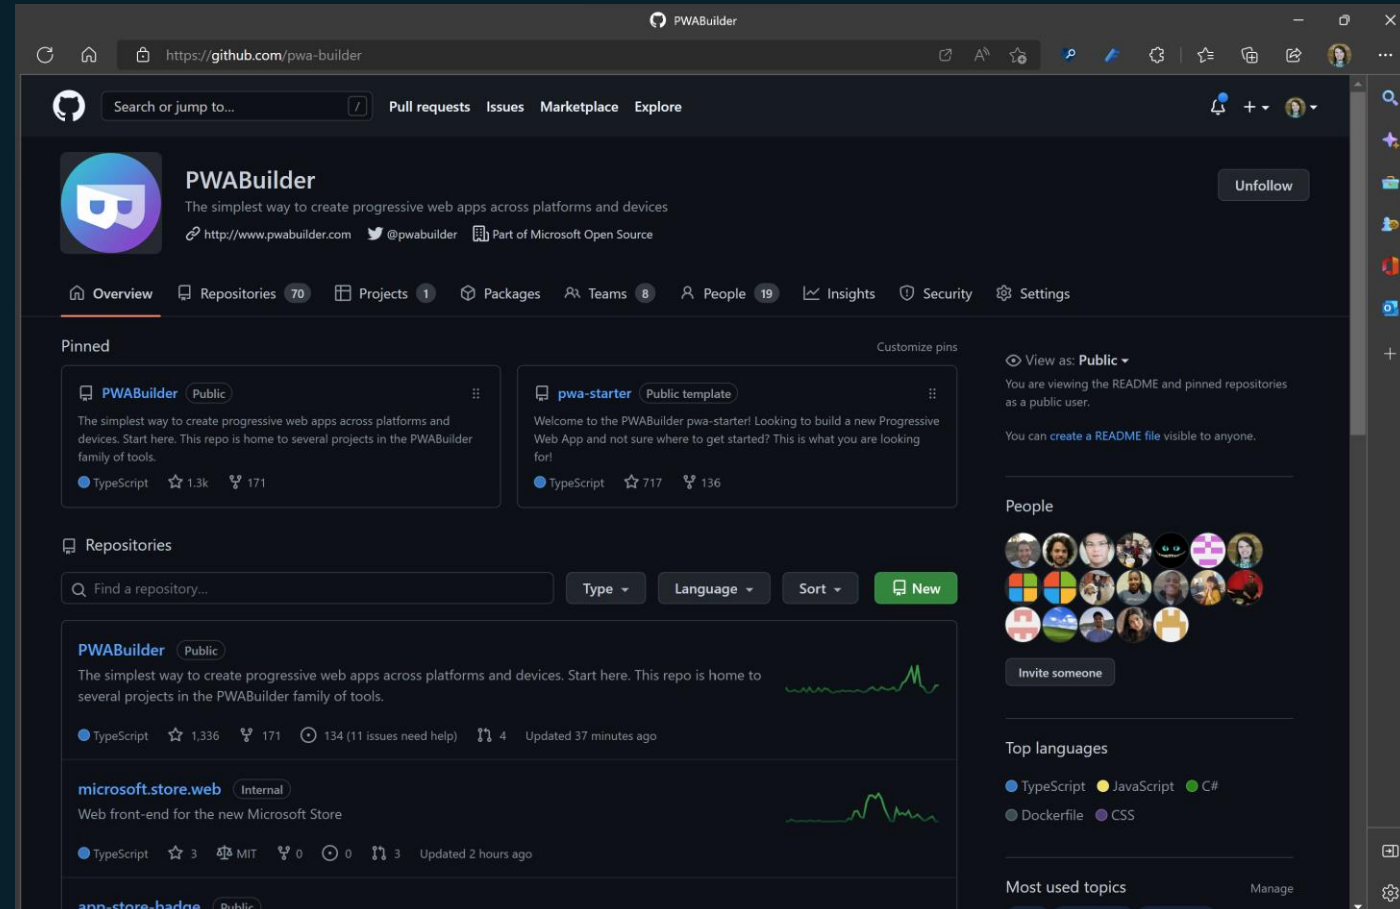 PWABuilder
https://github.com/pwa-builder
Search or jump to...
/
Pull requests Issues Marketplace Explore
PWABuilder
The simplest way to create progressive web apps across platforms and devices
http://www.pwabuilder.com @pwabuilder Part of Microsoft Open Source
Unfollow
Overview Repositories 70 Projects 1 Packages Teams 8 People 19 Insights Security Settings
Pinned
Customize pins
PWABuilder Public
The simplest way to create progressive web apps across platforms and
devices. Start here. This repo is home to several projects in the PWABuilder
family of tools.
TypeScript 1.3k 171
pwa-starter Public template
Welcome to the PWABuilder pwa-starter! Looking to build a new Progressive
Web App and not sure where to get started? This is what you are looking
for!
TypeScript 717 136
View as: Public
You are viewing the README and pinned repositories
as a public user.
You can create a README file visible to anyone.
Repositories
Find a repository...
Type Language Sort New
PWABuilder Public
The simplest way to create progressive web apps across platforms and devices. Start here. This repo is home to
several projects in the PWABuilder family of tools.
TypeScript 1,336 171 134 (11 issues need help) 4 Updated 37 minutes ago
microsoft.store.web Internal
Web front-end for the new Microsoft Store
TypeScript 3 MIT 0 0 3 Updated 2 hours ago
app-store-badge Public
People
Invite someone
Top languages
TypeScript JavaScript C#
Dockerfile CSS
Most used topics
Manage